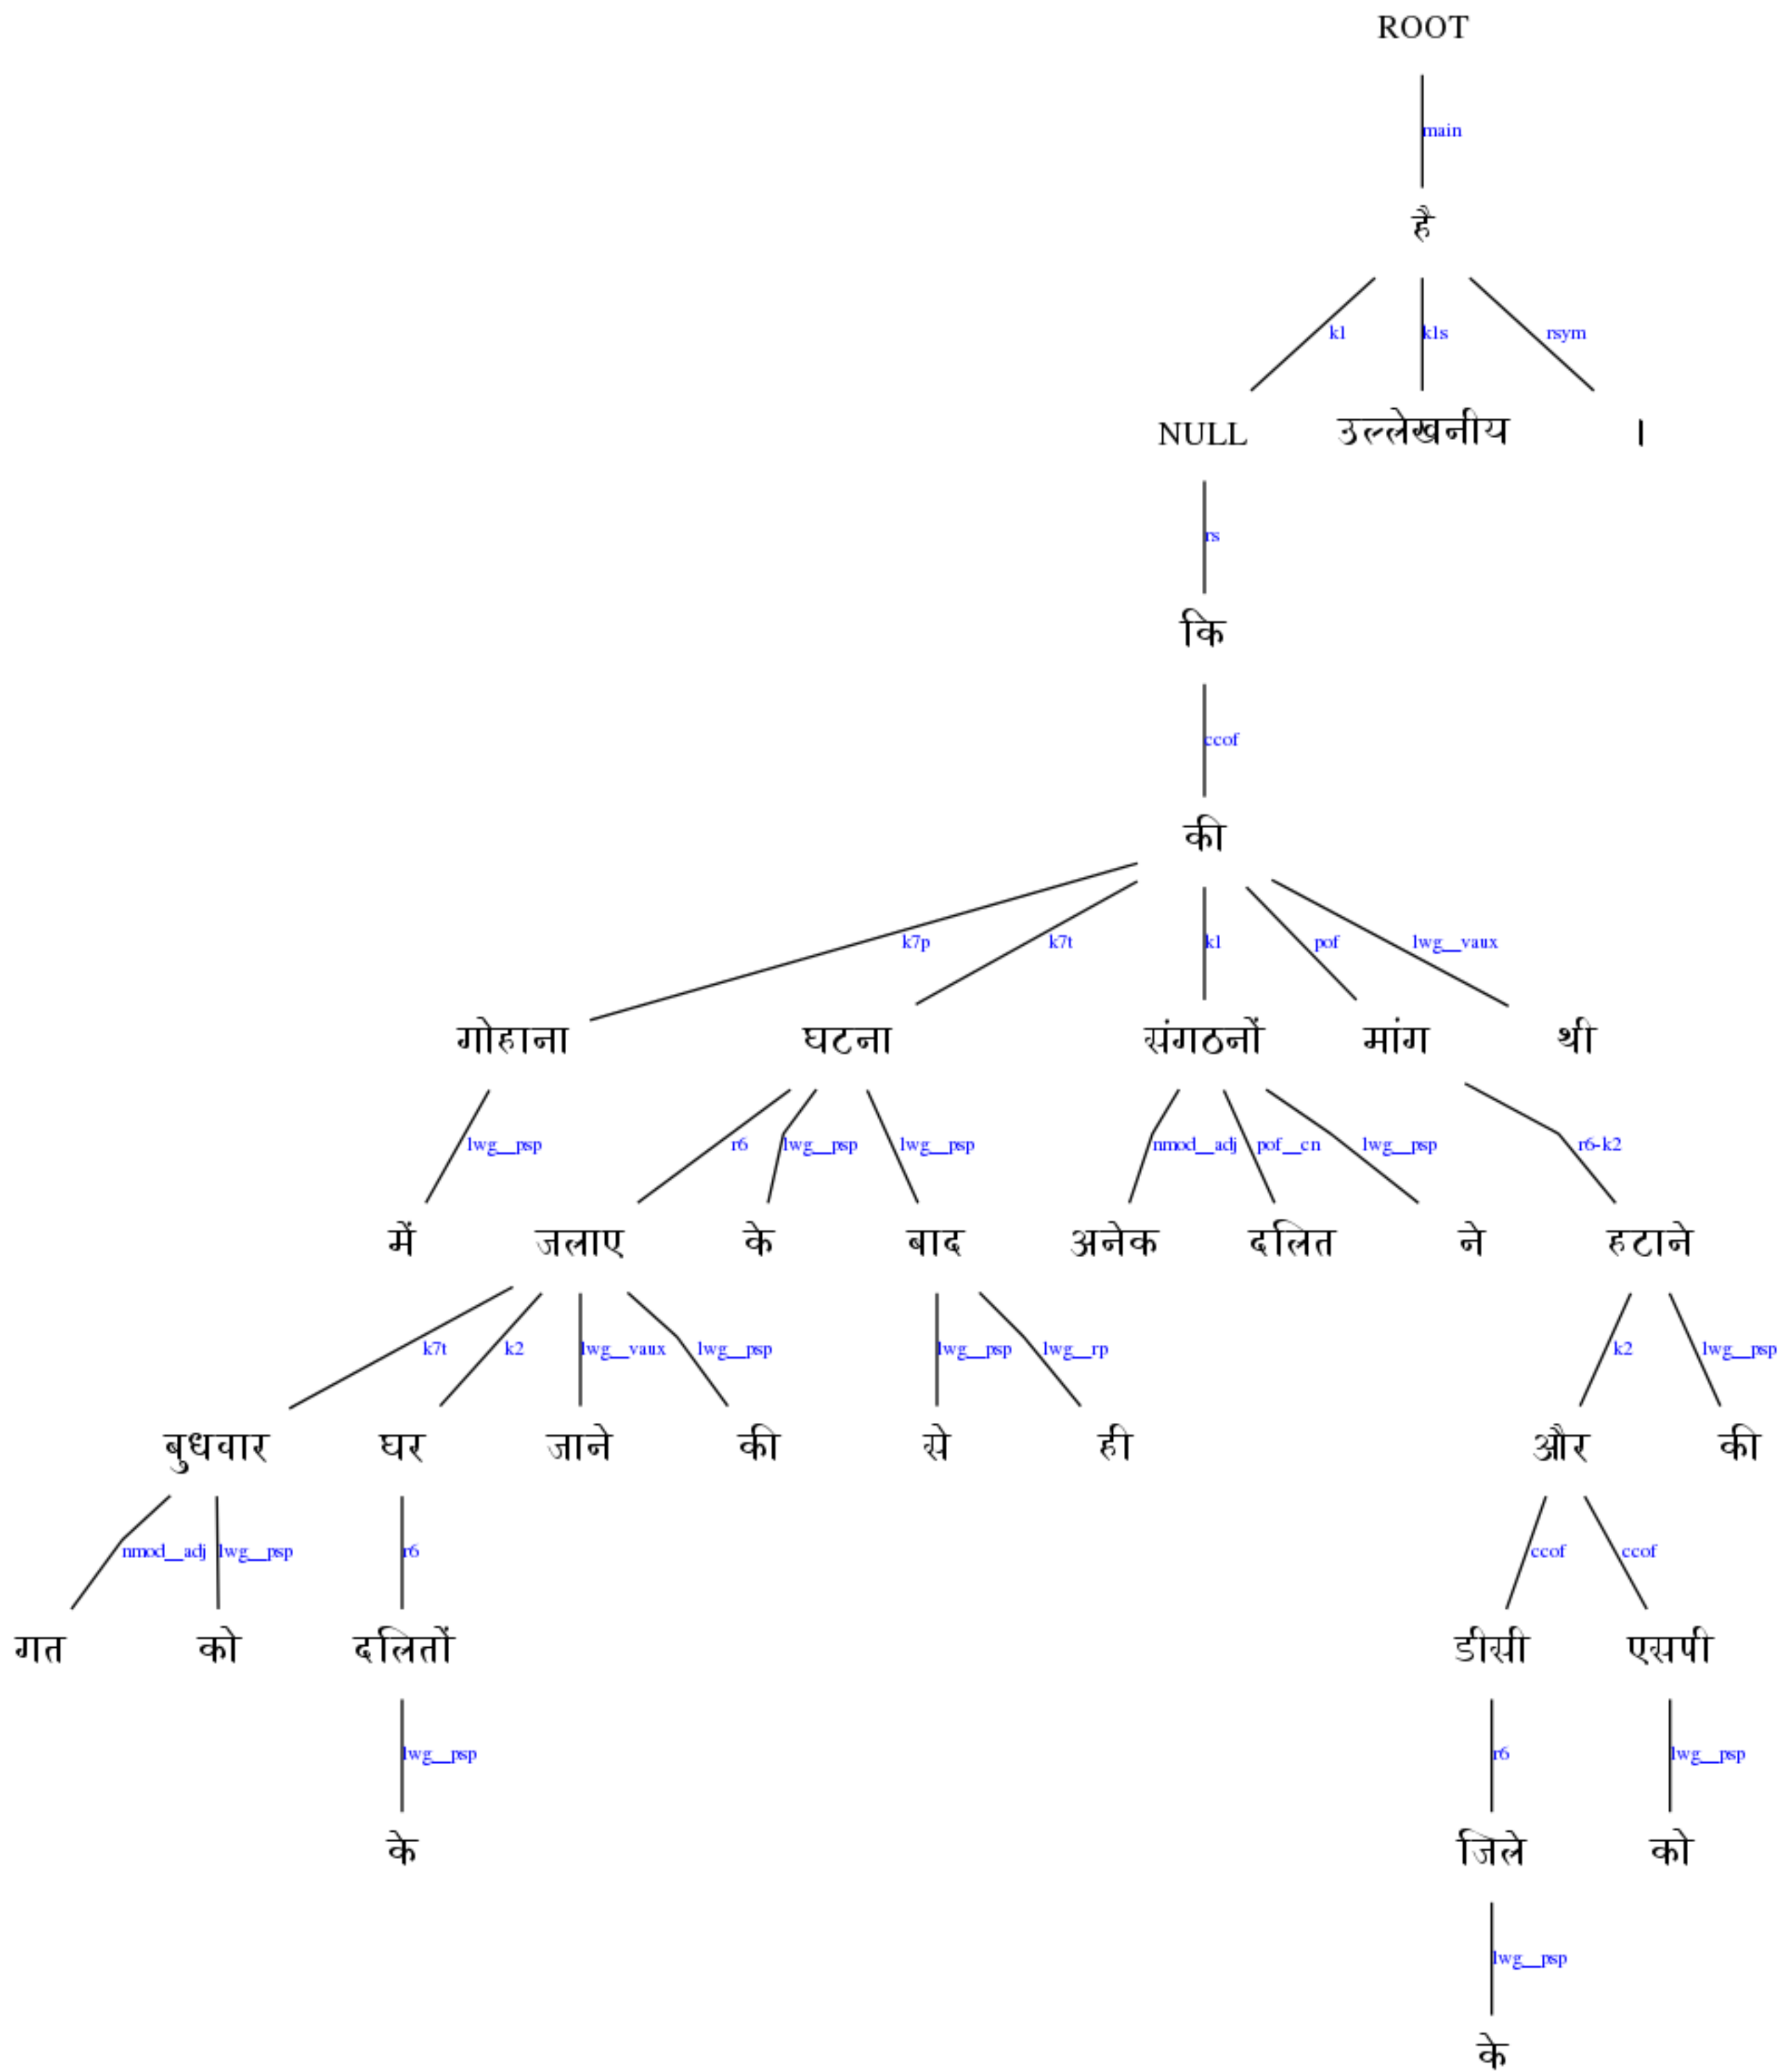 ROOT
main
है
k1 k1s rsym
NULL उल्लेखनीय ।
rs
कि
ccof
की
k7p k7t k1 pof lwg__vaux
गोहाना घटना संगठनों मांग थी
lwg__psp r6 lwg__psp lwg__psp nmod__adj pof__cn lwg__psp r6-k2
में जलाए के बाद अनेक दलित ने हटाने
k7t k2 lwg__vaux lwg__psp lwg__psp lwg__rp k2 lwg__psp
बुधवार घर जाने की से ही और की
nmod__adj lwg__psp r6 ccof ccof
गत को दलितों डीसी एसपी
lwg__psp r6 lwg__psp
के जिले को
lwg__psp
के